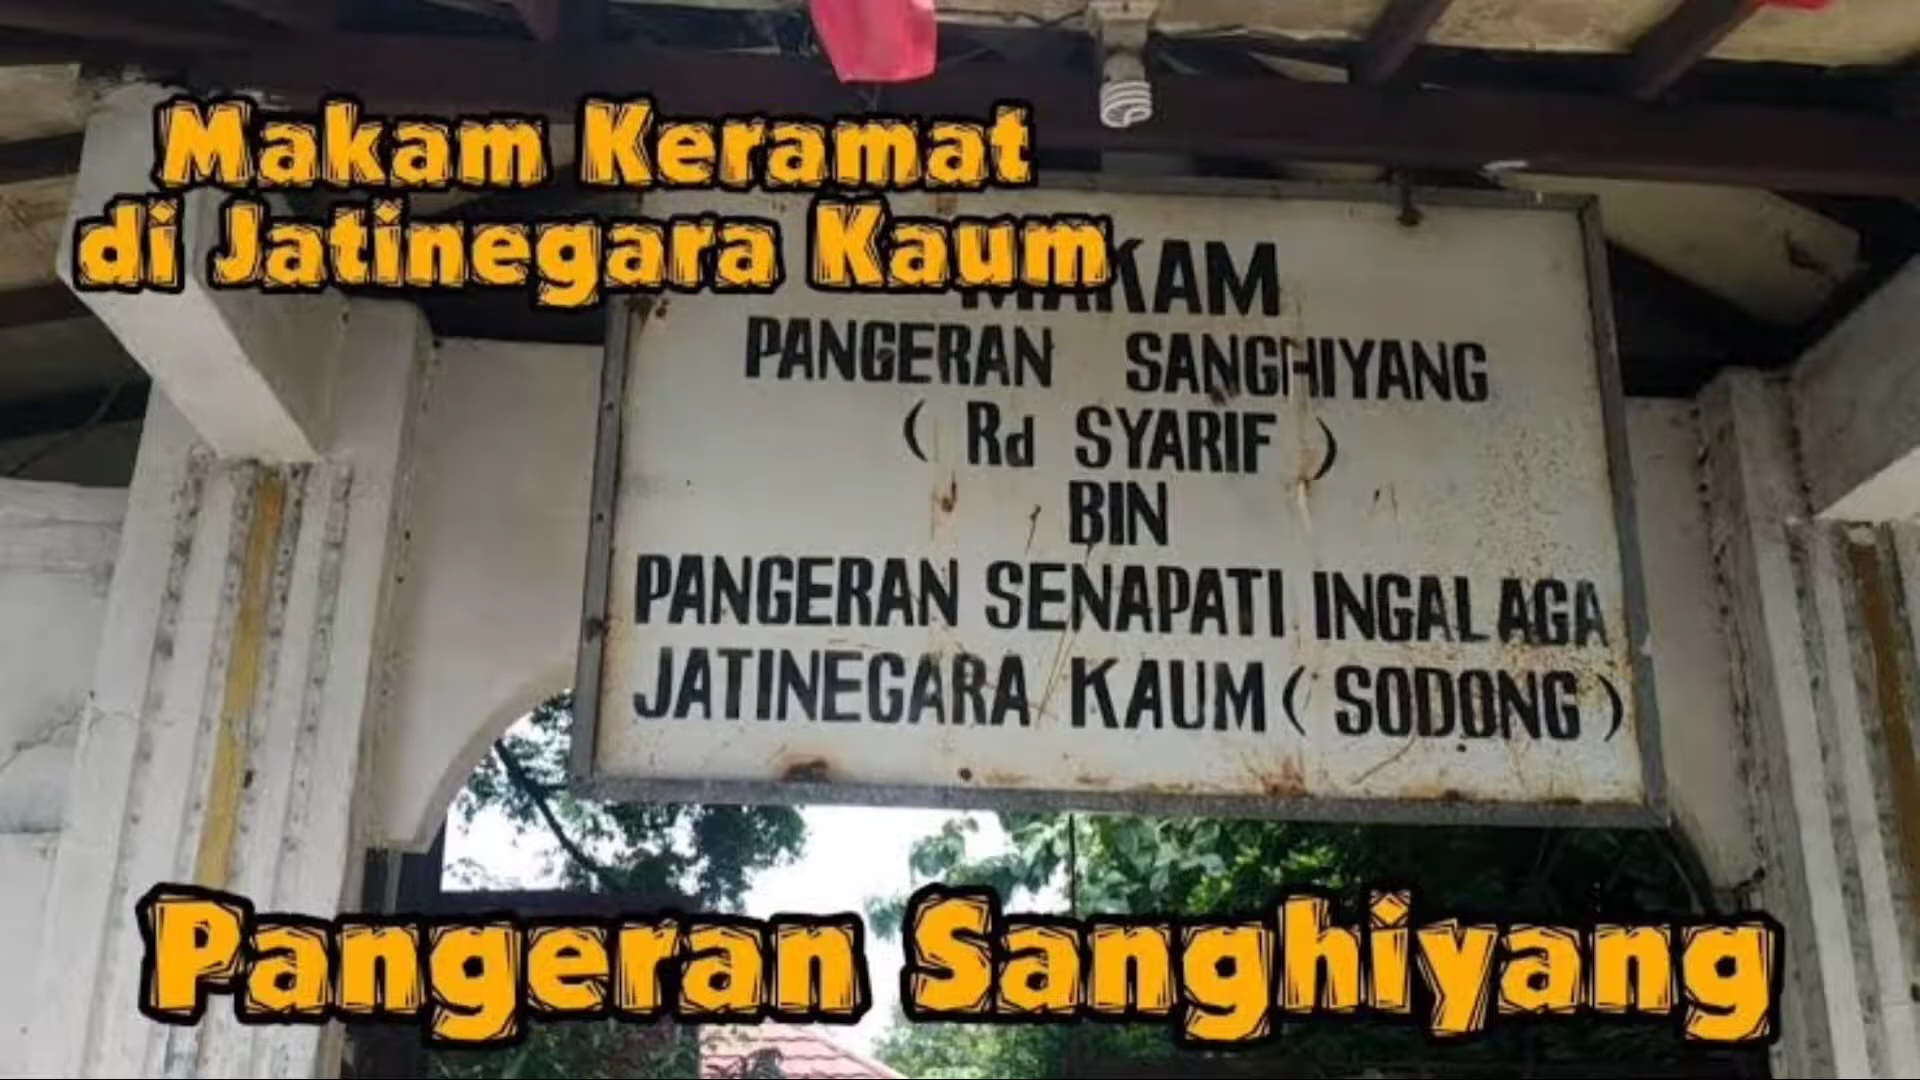 Makam Keramat
di Jatinegara Kaum
MAKAM
PANGERAN SANGHIYANG
( Rd SYARIF )
BIN
PANGERAN SENAPATI INGALAGA
JATINEGARA KAUM ( SODONG )
Pangeran Sanghiyang